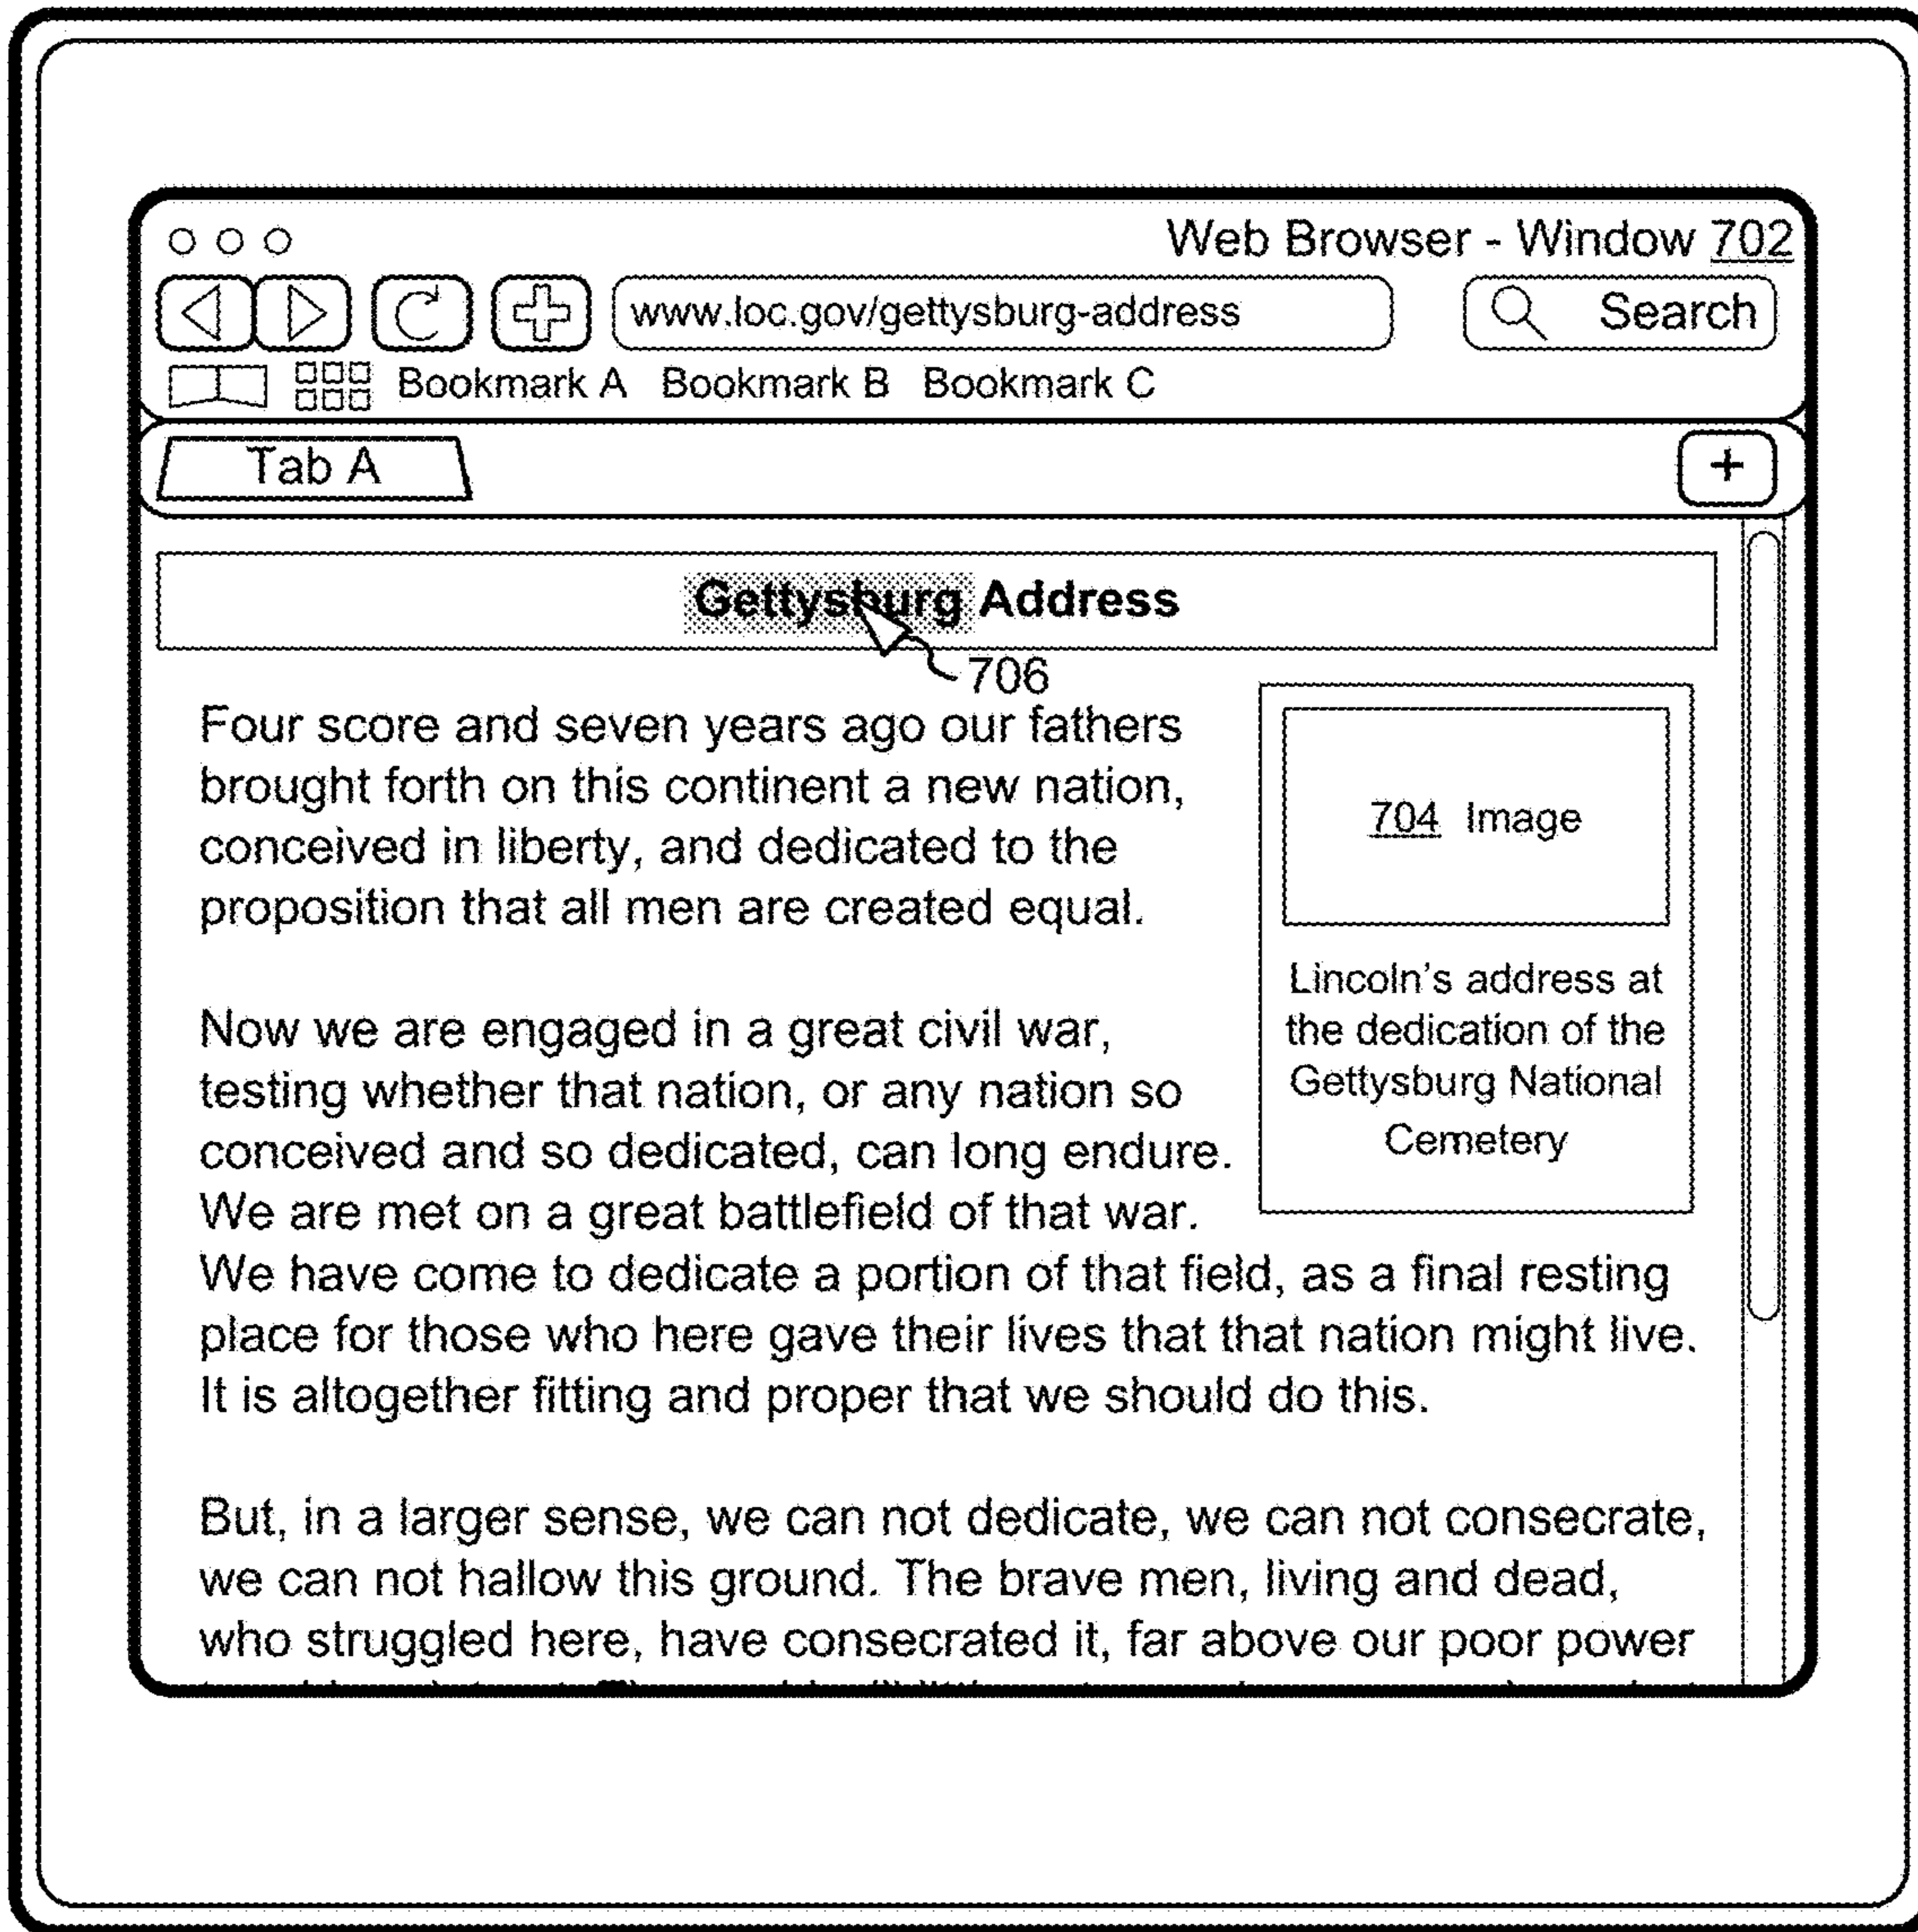 Web Browser - Window 702
www.loc.gov/gettysburg-address
Search
Bookmark A Bookmark B Bookmark C
Tab A
+
Gettysburg Address
706
Four score and seven years ago our fathers
brought forth on this continent a new nation,
conceived in liberty, and dedicated to the
proposition that all men are created equal.
704 Image
Lincoln's address at
the dedication of the
Gettysburg National
Cemetery
Now we are engaged in a great civil war,
testing whether that nation, or any nation so
conceived and so dedicated, can long endure.
We are met on a great battlefield of that war.
We have come to dedicate a portion of that field, as a final resting
place for those who here gave their lives that that nation might live.
It is altogether fitting and proper that we should do this.
But, in a larger sense, we can not dedicate, we can not consecrate,
we can not hallow this ground. The brave men, living and dead,
who struggled here, have consecrated it, far above our poor power